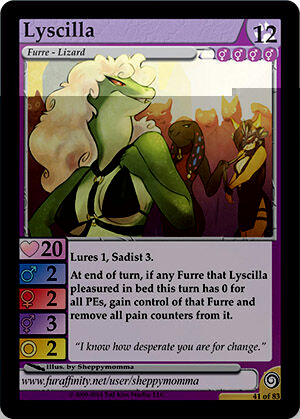 Lyscilla
12
Furre - Lizard
20
Lures 1, Sadist 3.
2
At end of turn, if any Furre that Lyscilla
2
pleasured in bed this turn has 0 for
all PEs, gain control of that Furre and
3
remove all pain counters from it.
2
"I know how desperate you are for change."
Illus. by Sheppymomma
www.furaffinity.net/user/sheppymomma
41 of 83